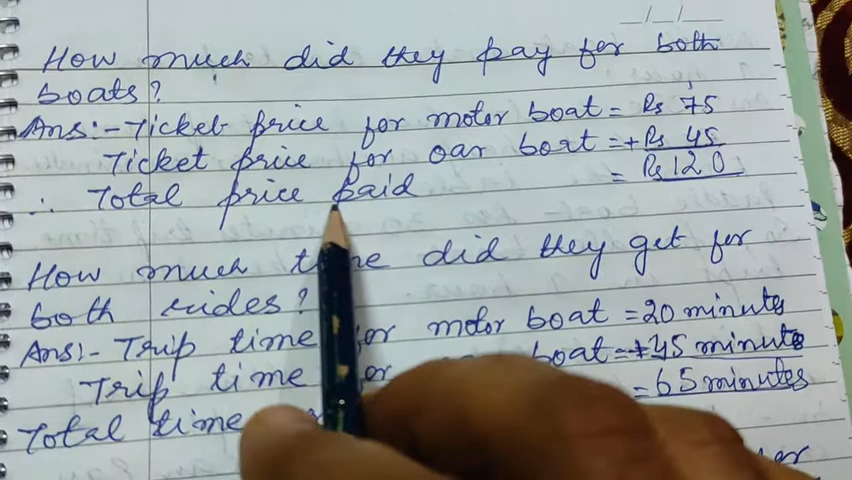 How much did they pay for both
boats?
Ans:- Ticket price for motor boat = Rs 75
Ticket price for oar boat = + Rs 45
∴ Total price paid = Rs 120
How much time did they get for
both rides?
Ans:- Trip time for motor boat = 20 minutes
Trip time for boat = + 45 minutes
Total time = 65 minutes